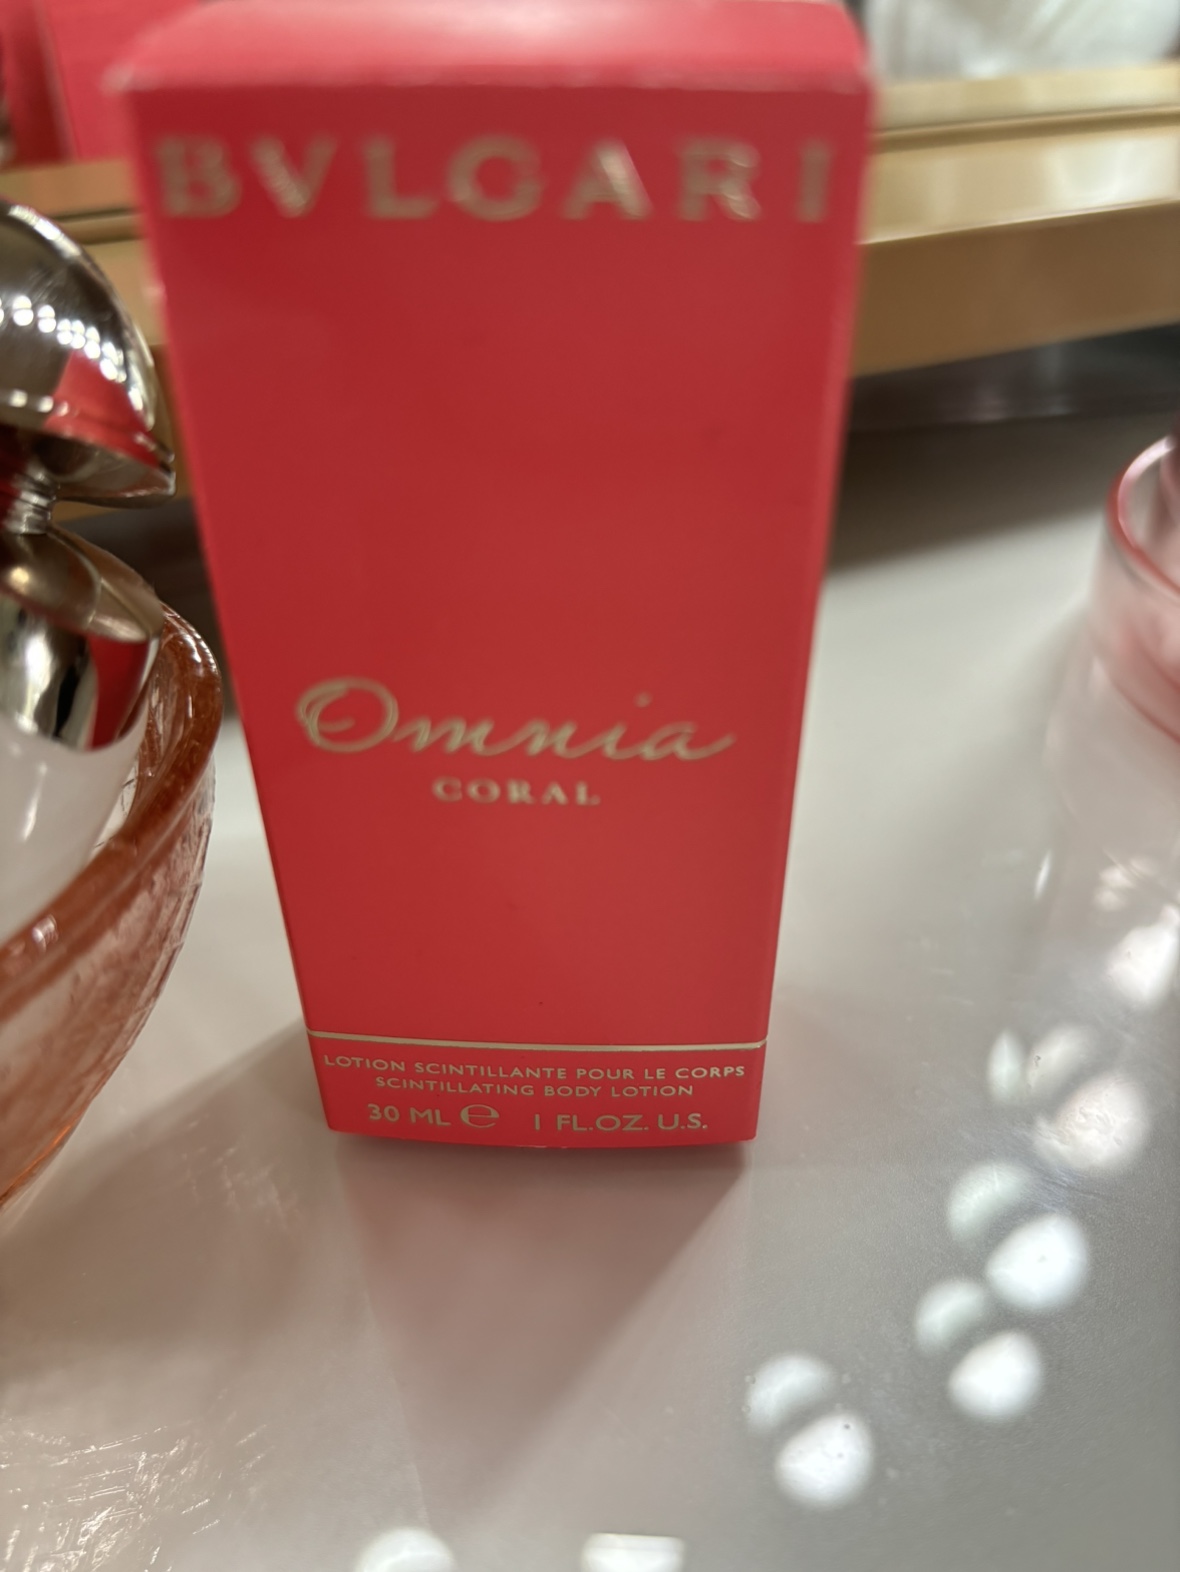 BVLGARI
Omnia
CORAL
LOTION SCINTILLANTE POUR LE CORPS
SCINTILLATING BODY LOTION
30 ML ℮ 1 FL.OZ. U.S.